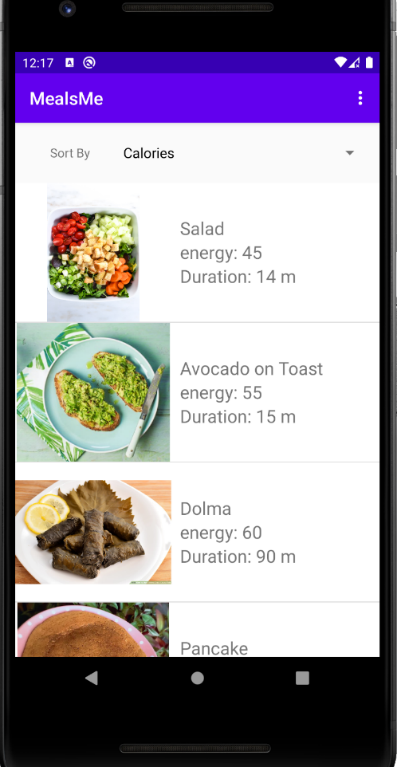 12:17
MealsMe
Sort By Calories
Salad
energy: 45
Duration: 14 m
Avocado on Toast
energy: 55
Duration: 15 m
Dolma
energy: 60
Duration: 90 m
Pancake